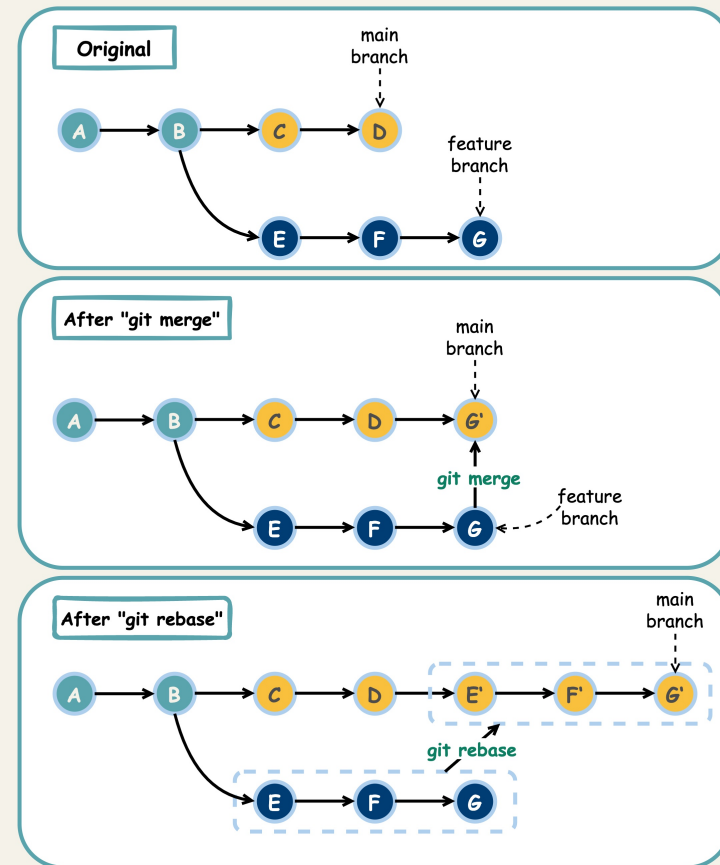 Original
main
branch
A
B
C
D
feature
branch
E
F
G
After "git merge"
main
branch
A
B
C
D
G'
git merge
feature
branch
E
F
G
After "git rebase"
main
branch
A
B
C
D
E'
F'
G'
git rebase
E
F
G